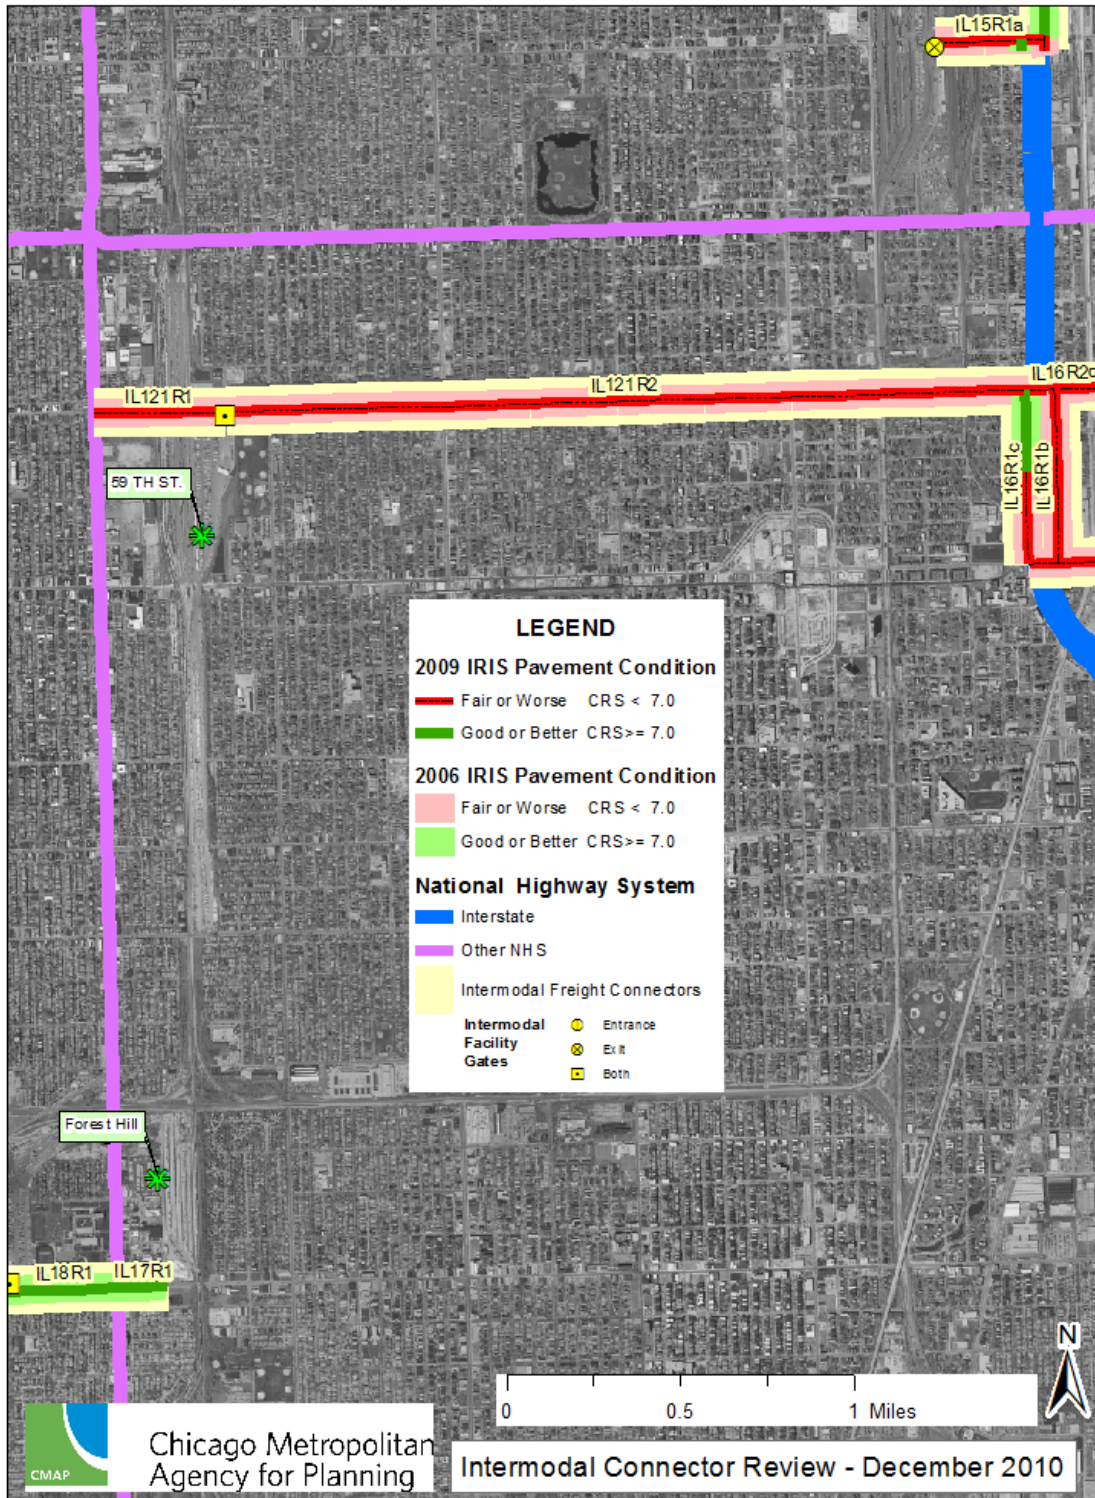 IL15R1a
IL121R1
IL121R2
IL16R2c
IL16R1c
IL16R1b
59 TH ST.
LEGEND
2009 IRIS Pavement Condition
Fair or Worse CRS < 7.0
Good or Better CRS>= 7.0
2006 IRIS Pavement Condition
Fair or Worse CRS < 7.0
Good or Better CRS>= 7.0
National Highway System
Interstate
Other NHS
Intermodal Freight Connectors
Intermodal
Facility
Gates
Entrance
Exit
Both
Forest Hill
IL18R1
IL17R1
N
0 0.5 1 Miles
CMAP
Chicago Metropolitan
Agency for Planning
Intermodal Connector Review - December 2010